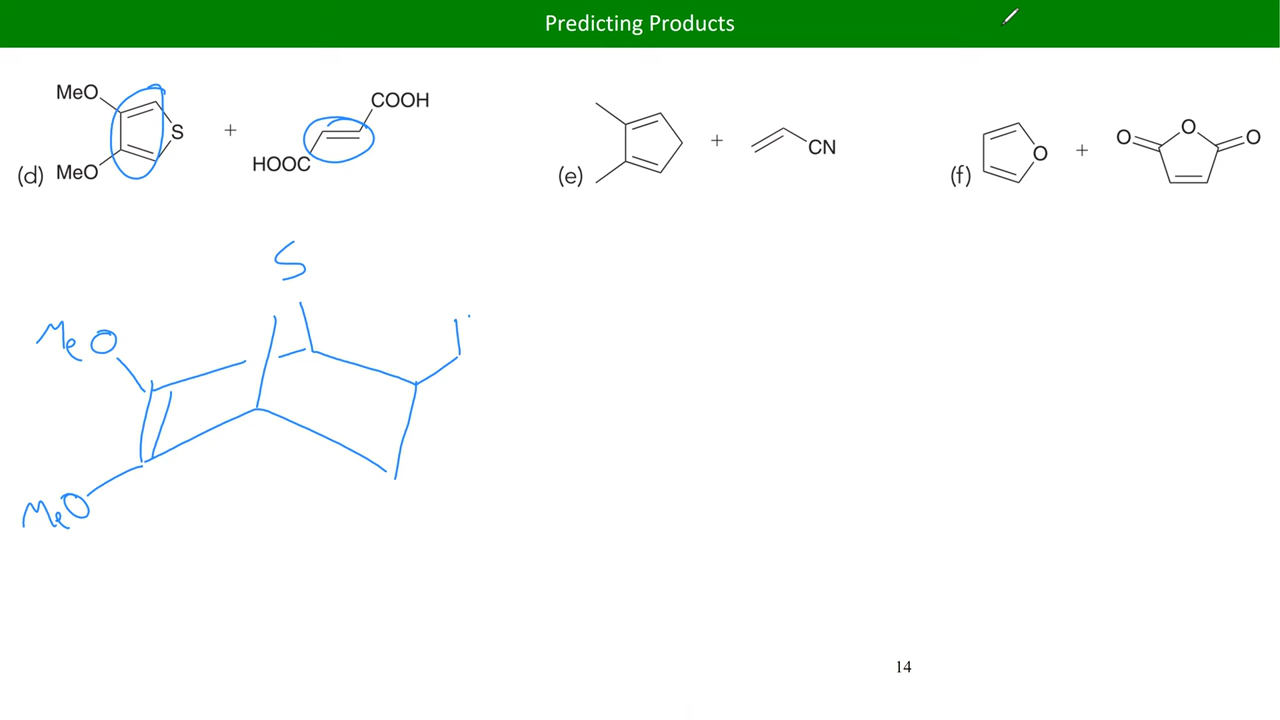 Predicting Products
MeO
MeO
S
+
HOOC
COOH
(d)
+
CN
(e)
O
+
O
O
O
(f)
S
MeO
MeO
14